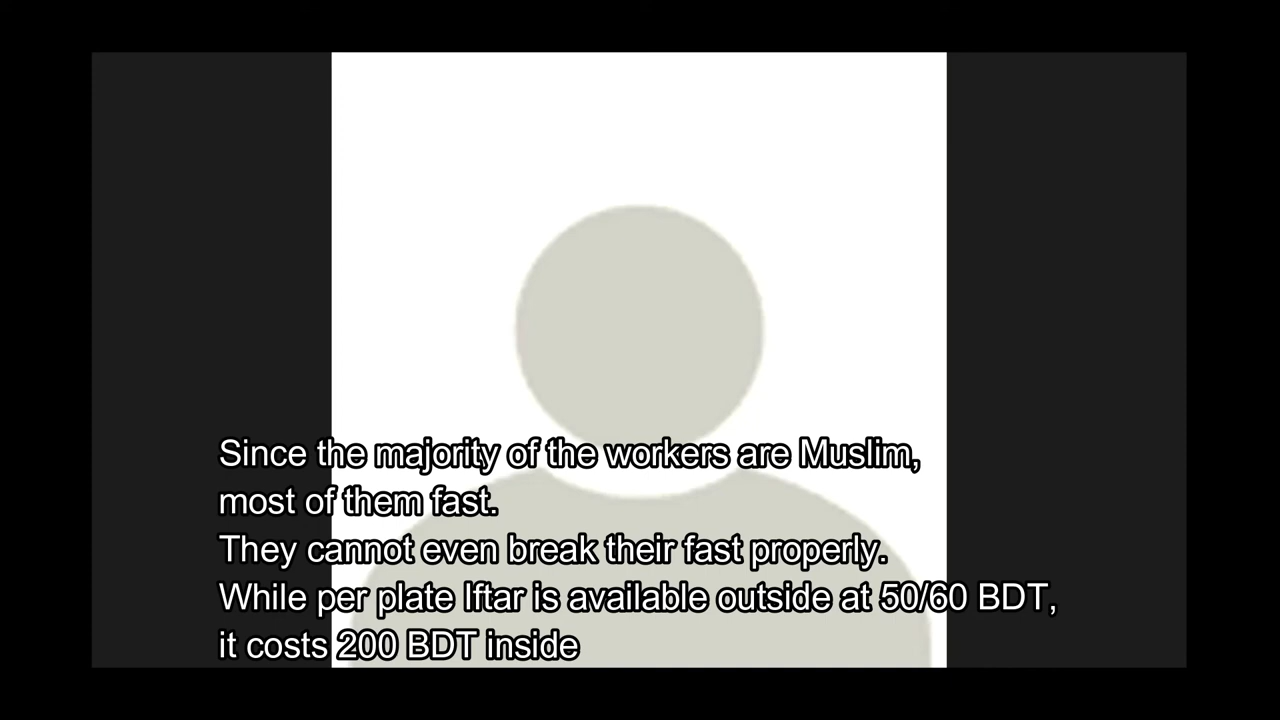 Since the majority of the workers are Muslim,
most of them fast.
They cannot even break their fast properly.
While per plate Iftar is available outside at 50/60 BDT,
it costs 200 BDT inside